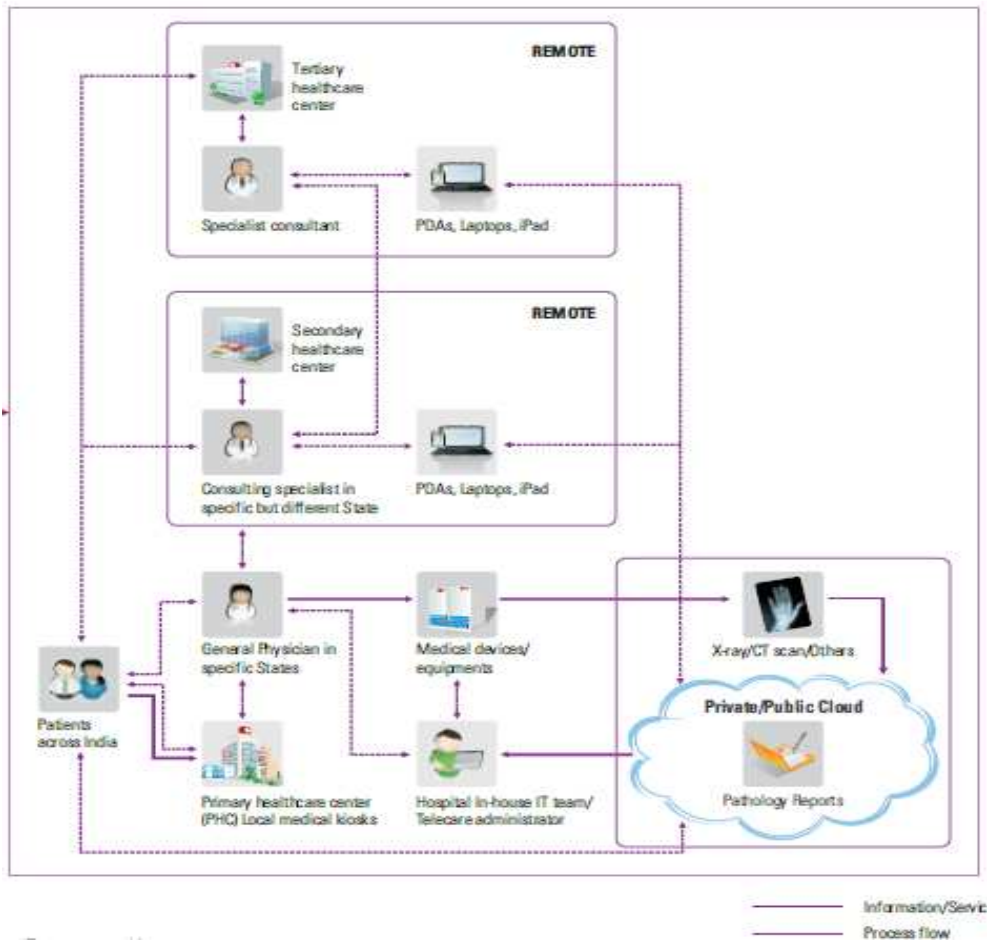 REMOTE
Tertiary
healthcare
center
Specialist consultant
PDAs, Laptops, iPad
REMOTE
Secondary
healthcare
center
Consulting specialist in
specific but different State
PDAs, Laptops, iPad
General Physician in
specific States
Medical devices/
equipments
X-ray/CT scan/Others
Patients
across India
Private/Public Cloud
Primary healthcare center
(PHC) Local medical kiosks
Hospital in-house IT team/
Telecare administrator
Pathology Reports
Information/Servic
Process flow